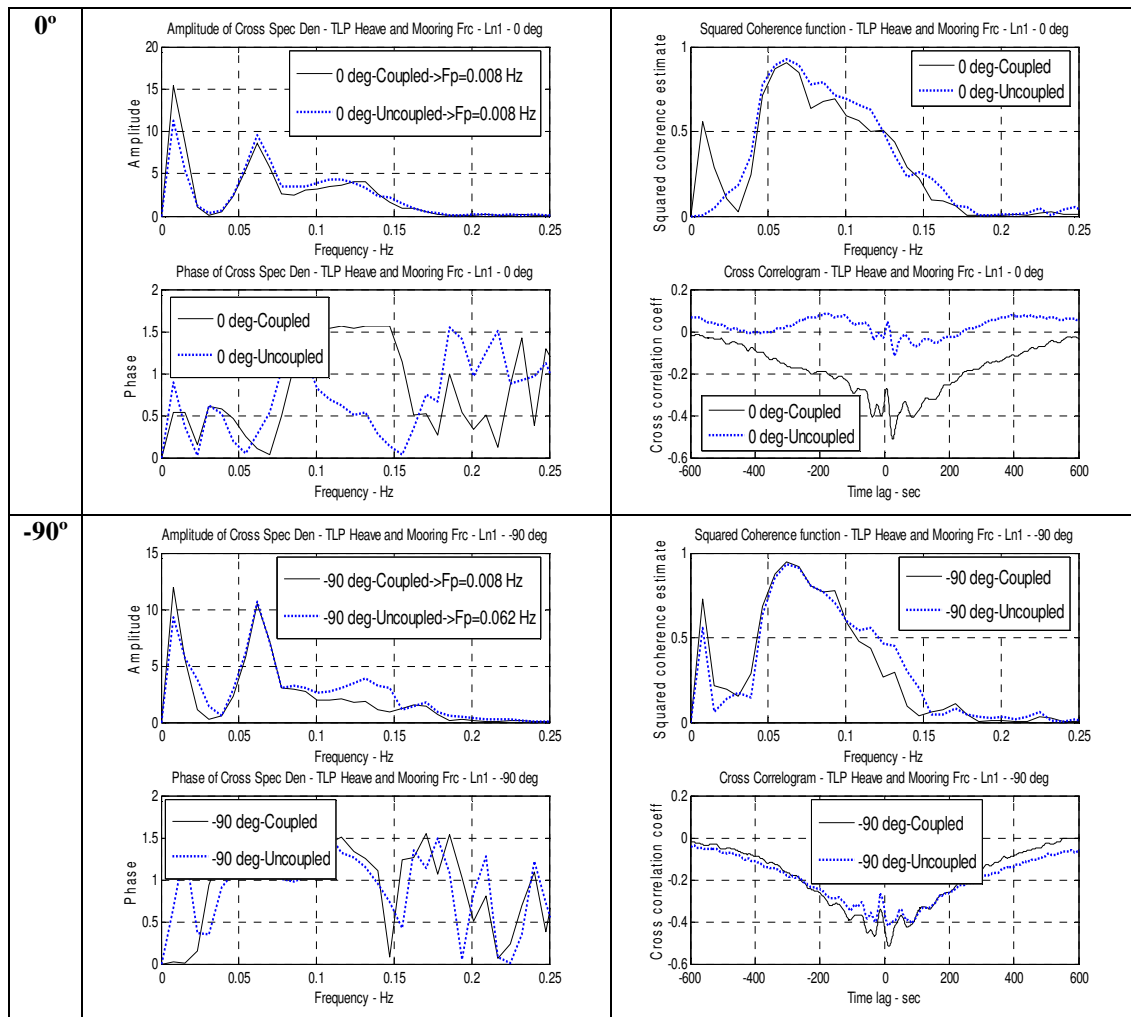 0º
Amplitude of Cross Spec Den - TLP Heave and Mooring Frc - Ln1 - 0 deg
20
15
10
5
0
Amplitude
0 deg-Coupled->Fp=0.008 Hz
0 deg-Uncoupled->Fp=0.008 Hz
0 0.05 0.1 0.15 0.2 0.25
Frequency - Hz
Squared Coherence function - TLP Heave and Mooring Frc - Ln1 - 0 deg
1
0.5
0
Squared coherence estimate
0 deg-Coupled
0 deg-Uncoupled
0 0.05 0.1 0.15 0.2 0.25
Frequency - Hz
Phase of Cross Spec Den - TLP Heave and Mooring Frc - Ln1 - 0 deg
2
1.5
1
0.5
0
Phase
0 deg-Coupled
0 deg-Uncoupled
0 0.05 0.1 0.15 0.2 0.25
Frequency - Hz
Cross Correlogram - TLP Heave and Mooring Frc - Ln1 - 0 deg
0.2
0
-0.2
-0.4
-0.6
Cross correlation coeff
0 deg-Coupled
0 deg-Uncoupled
-600 -400 -200 0 200 400 600
Time lag - sec
-90º
Amplitude of Cross Spec Den - TLP Heave and Mooring Frc - Ln1 - -90 deg
15
10
5
0
Amplitude
-90 deg-Coupled->Fp=0.008 Hz
-90 deg-Uncoupled->Fp=0.062 Hz
0 0.05 0.1 0.15 0.2 0.25
Frequency - Hz
Squared Coherence function - TLP Heave and Mooring Frc - Ln1 - -90 deg
1
0.5
0
Squared coherence estimate
-90 deg-Coupled
-90 deg-Uncoupled
0 0.05 0.1 0.15 0.2 0.25
Frequency - Hz
Phase of Cross Spec Den - TLP Heave and Mooring Frc - Ln1 - -90 deg
2
1.5
1
0.5
0
Phase
-90 deg-Coupled
-90 deg-Uncoupled
0 0.05 0.1 0.15 0.2 0.25
Frequency - Hz
Cross Correlogram - TLP Heave and Mooring Frc - Ln1 - -90 deg
0.2
0
-0.2
-0.4
-0.6
Cross correlation coeff
-90 deg-Coupled
-90 deg-Uncoupled
-600 -400 -200 0 200 400 600
Time lag - sec